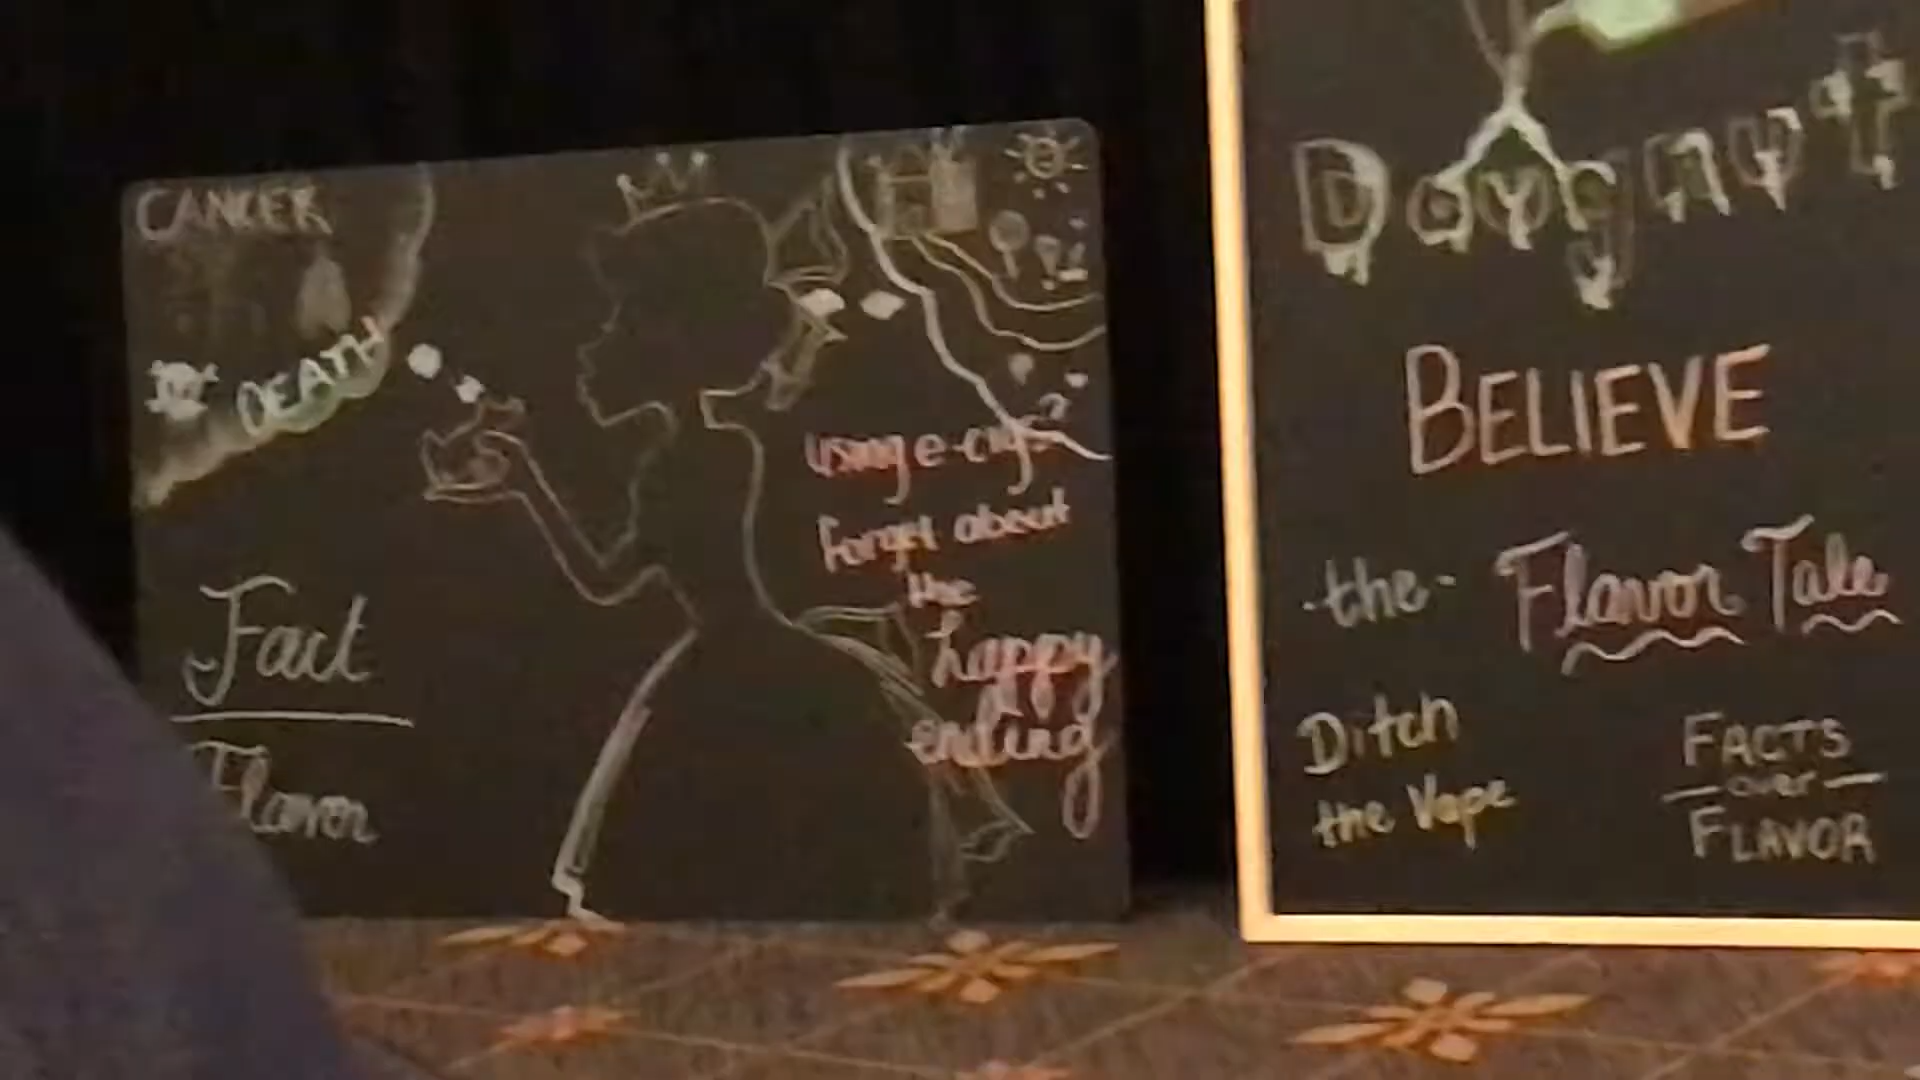 CANCER
DEATH
using e-cigs?
forget about
the
happy
ending
Fact
Flavor
BELIEVE
-the- Flavor Tale
Ditch
the Vape
FACTS
-over-
FLAVOR